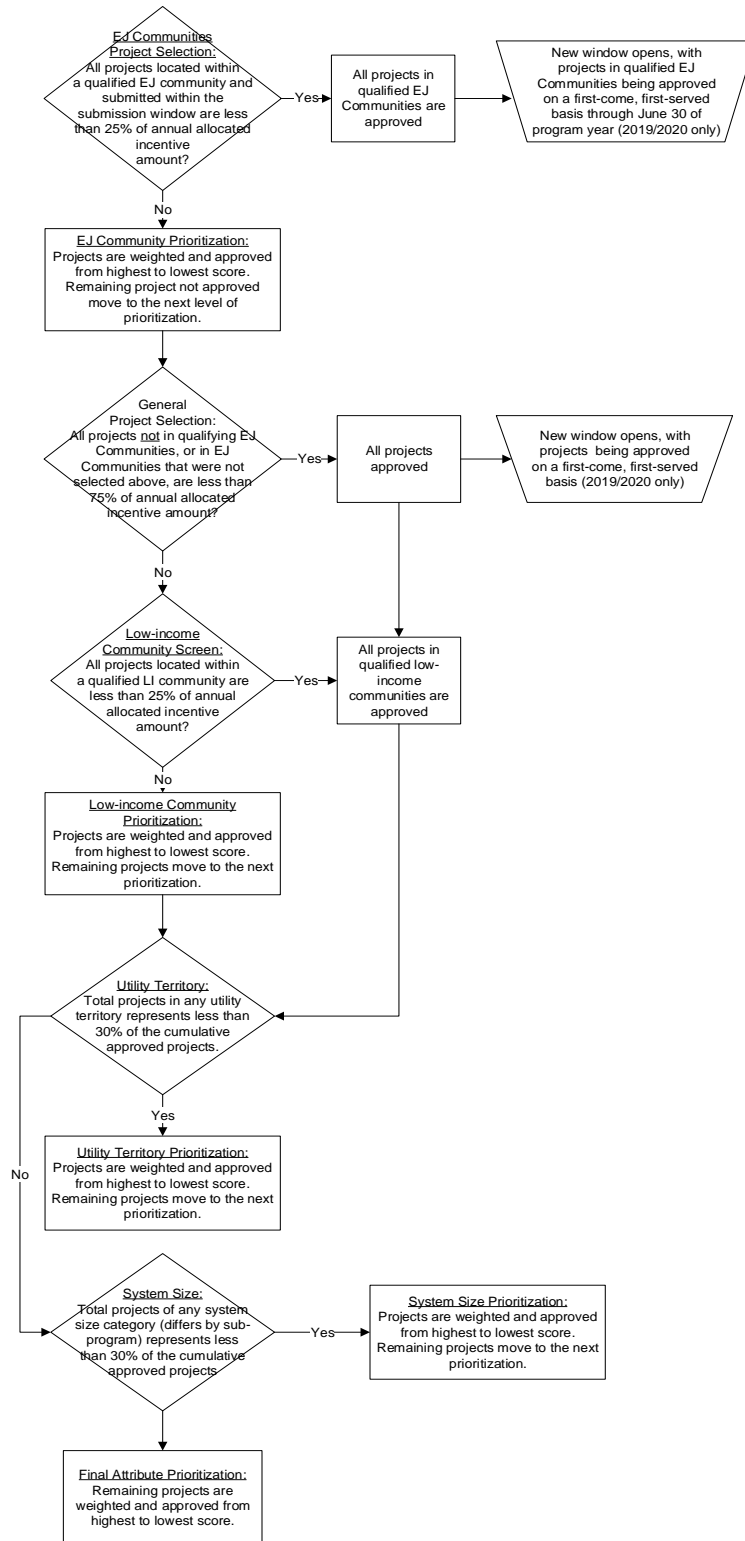 EJ Communities
Project Selection:
All projects located within
a qualified EJ community and
submitted within the
submission window are less
than 25% of annual allocated
incentive
amount?
Yes
All projects in
qualified EJ
Communities are
approved
New window opens, with
projects in qualified EJ
Communities being approved
on a first-come, first-served
basis through June 30 of
program year (2019/2020 only)
No
EJ Community Prioritization:
Projects are weighted and approved
from highest to lowest score.
Remaining project not approved
move to the next level of
prioritization.
General
Project Selection:
All projects not in qualifying EJ
Communities, or in EJ
Communities that were not
selected above, are less than
75% of annual allocated
incentive amount?
Yes
All projects
approved
New window opens, with
projects being approved
on a first-come, first-served
basis (2019/2020 only)
No
Low-income
Community Screen:
All projects located within
a qualified LI community are
less than 25% of annual
allocated incentive
amount?
Yes
All projects in
qualified low-
income
communities are
approved
No
Low-income Community
Prioritization:
Projects are weighted and approved
from highest to lowest score.
Remaining projects move to the next
prioritization.
Utility Territory:
Total projects in any utility
territory represents less than
30% of the cumulative
approved projects.
Yes
No
Utility Territory Prioritization:
Projects are weighted and approved
from highest to lowest score.
Remaining projects move to the next
prioritization.
System Size:
Total projects of any system
size category (differs by sub-
program) represents less
than 30% of the cumulative
approved projects
Yes
System Size Prioritization:
Projects are weighted and approved
from highest to lowest score.
Remaining projects move to the next
prioritization.
Final Attribute Prioritization:
Remaining projects are
weighted and approved from
highest to lowest score.